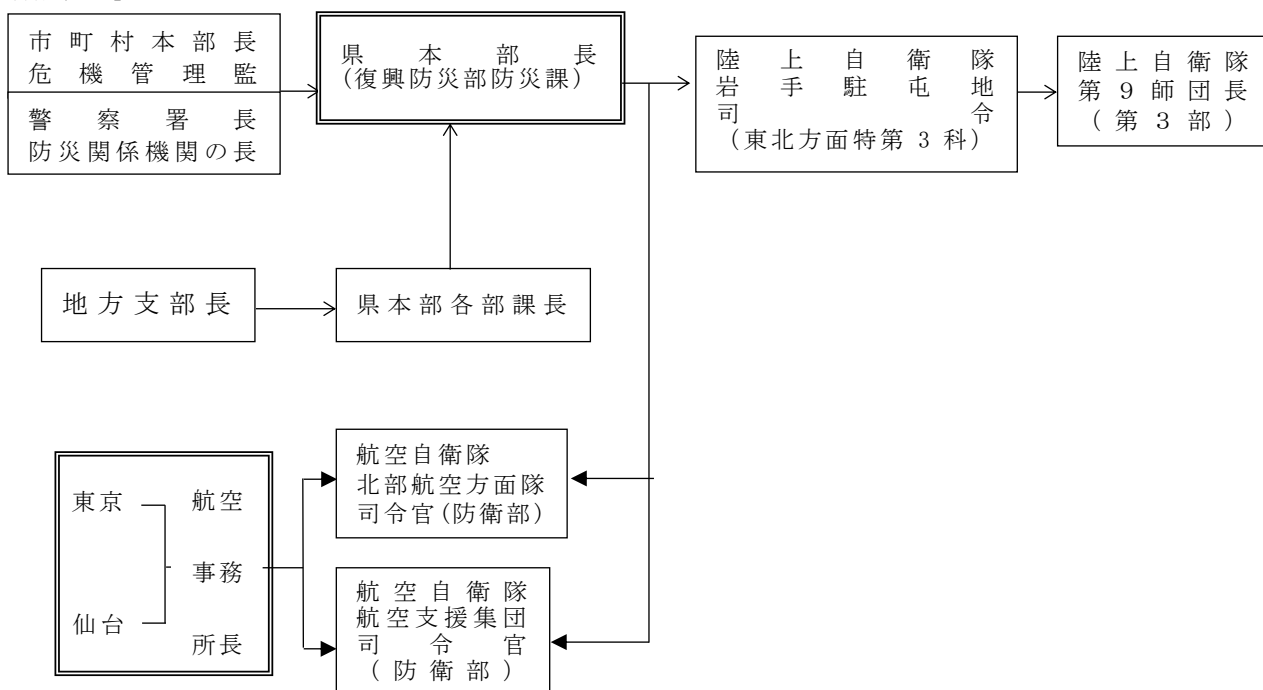 市町村本部長
危機管理監
警察署長
防災関係機関の長
県本部長
(復興防災部防災課)
陸上自衛隊
岩手駐屯地
司令
(東北方面特第3科)
陸上自衛隊
第9師団長
(第3部)
地方支部長
県本部各部課長
東京
仙台
航空
事務
所長
航空自衛隊
北部航空方面隊
司令官(防衛部)
航空自衛隊
航空支援集団
司令官
(防衛部)